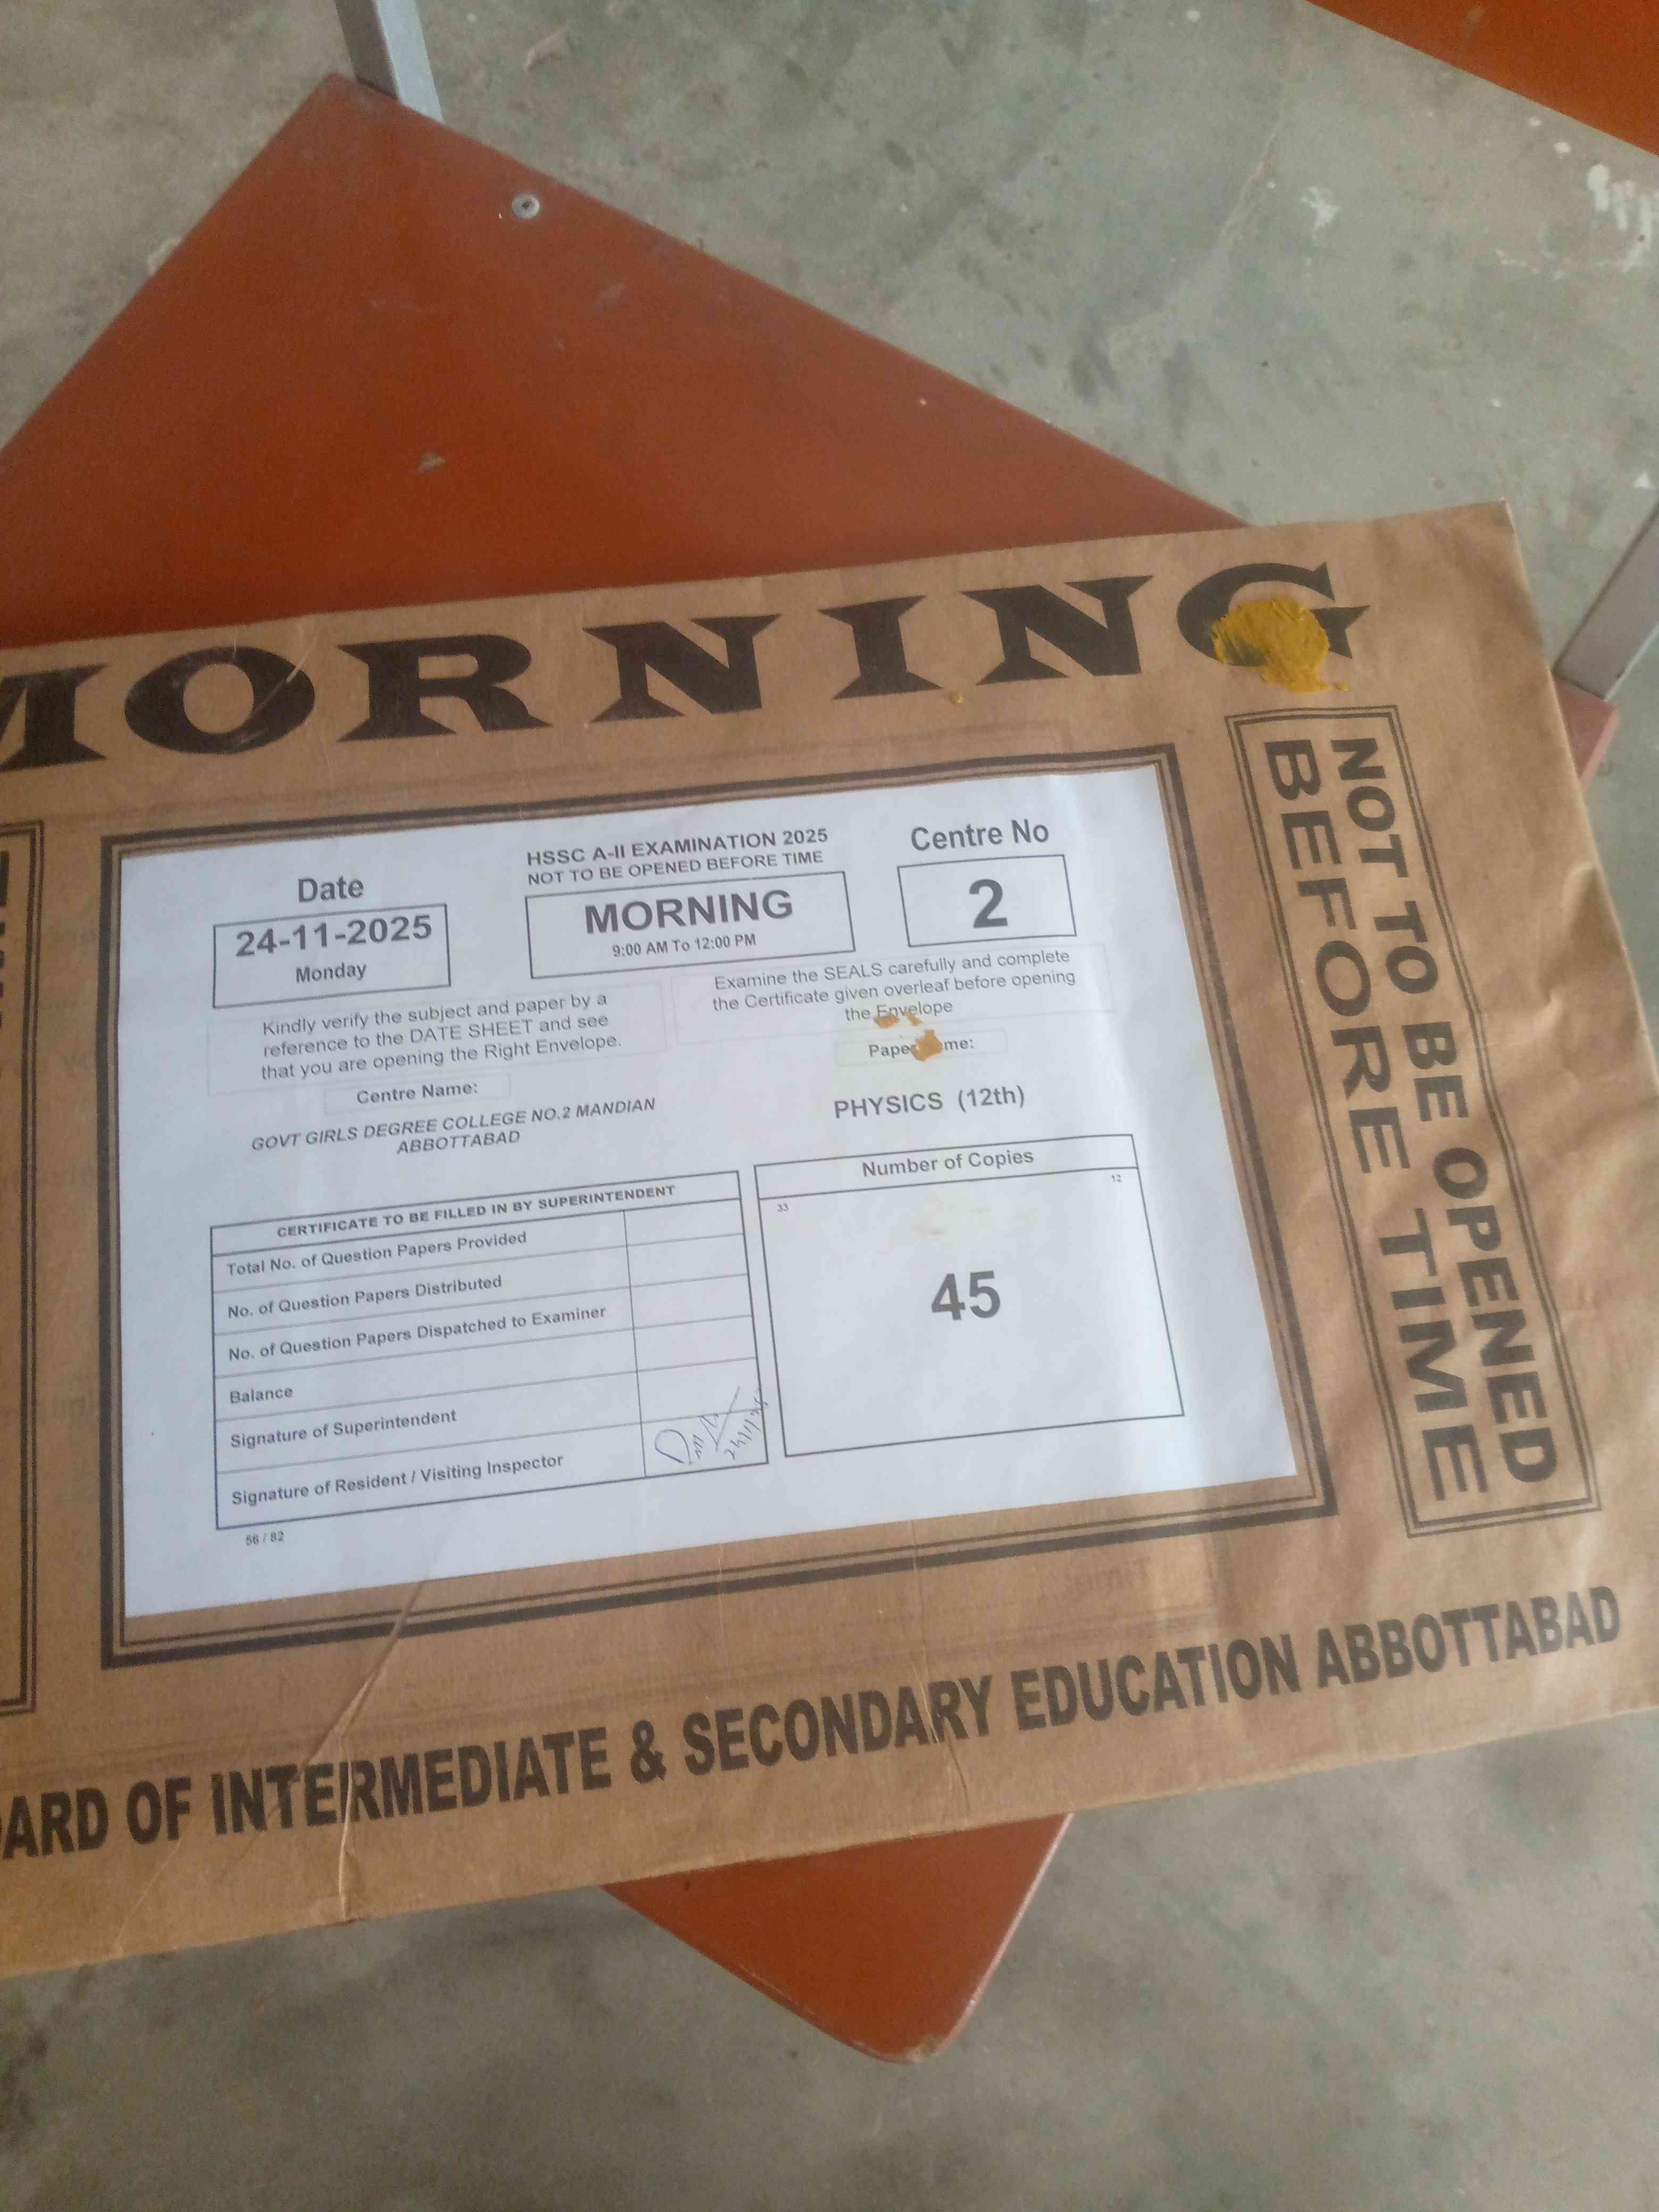 MORNING
NOT TO BE OPENED
BEFORE TIME
HSSC A-II EXAMINATION 2025
NOT TO BE OPENED BEFORE TIME
Date
24-11-2025
Monday
MORNING
9:00 AM To 12:00 PM
Centre No
2
Kindly verify the subject and paper by a
reference to the DATE SHEET and see
that you are opening the Right Envelope.
Examine the SEALS carefully and complete
the Certificate given overleaf before opening
the Envelope
Centre Name:
GOVT GIRLS DEGREE COLLEGE NO.2 MANDIAN
ABBOTTABAD
Pape me:
PHYSICS (12th)
CERTIFICATE TO BE FILLED IN BY SUPERINTENDENT
Total No. of Question Papers Provided
No. of Question Papers Distributed
No. of Question Papers Dispatched to Examiner
Balance
Signature of Superintendent
Signature of Resident / Visiting Inspector
24/11/25
Number of Copies
33
12
45
56 / 82
ARD OF INTERMEDIATE & SECONDARY EDUCATION ABBOTTABAD